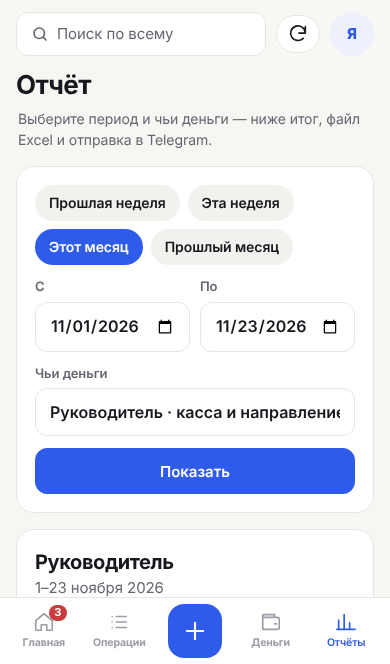 Поиск по всему
Я
Отчёт
Выберите период и чьи деньги — ниже итог, файл
Excel и отправка в Telegram.
Прошлая неделя
Эта неделя
Этот месяц
Прошлый месяц
С
По
11/01/2026
11/23/2026
Чьи деньги
Руководитель · касса и направление
Показать
Руководитель
1–23 ноября 2026
3
Главная
Операции
Деньги
Отчёты